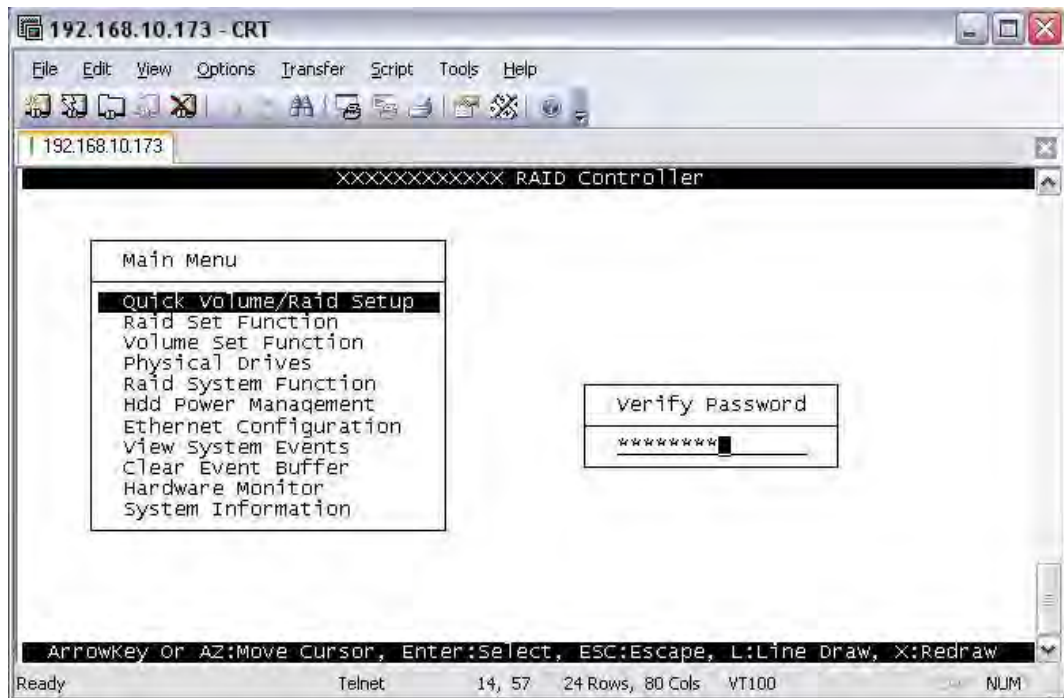 192.168.10.173 - CRT
File Edit View Options Transfer Script Tools Help
192.168.10.173
XXXXXXXXXXXX RAID Controller
Main Menu
Quick Volume/Raid Setup
Raid Set Function
Volume Set Function
Physical Drives
Raid System Function
Hdd Power Management
Ethernet Configuration
View System Events
Clear Event Buffer
Hardware Monitor
System Information
Verify Password
********
ArrowKey Or AZ:Move Cursor, Enter:Select, ESC:Escape, L:Line Draw, X:Redraw
Ready Telnet 14, 57 24 Rows, 80 Cols VT100 NUM